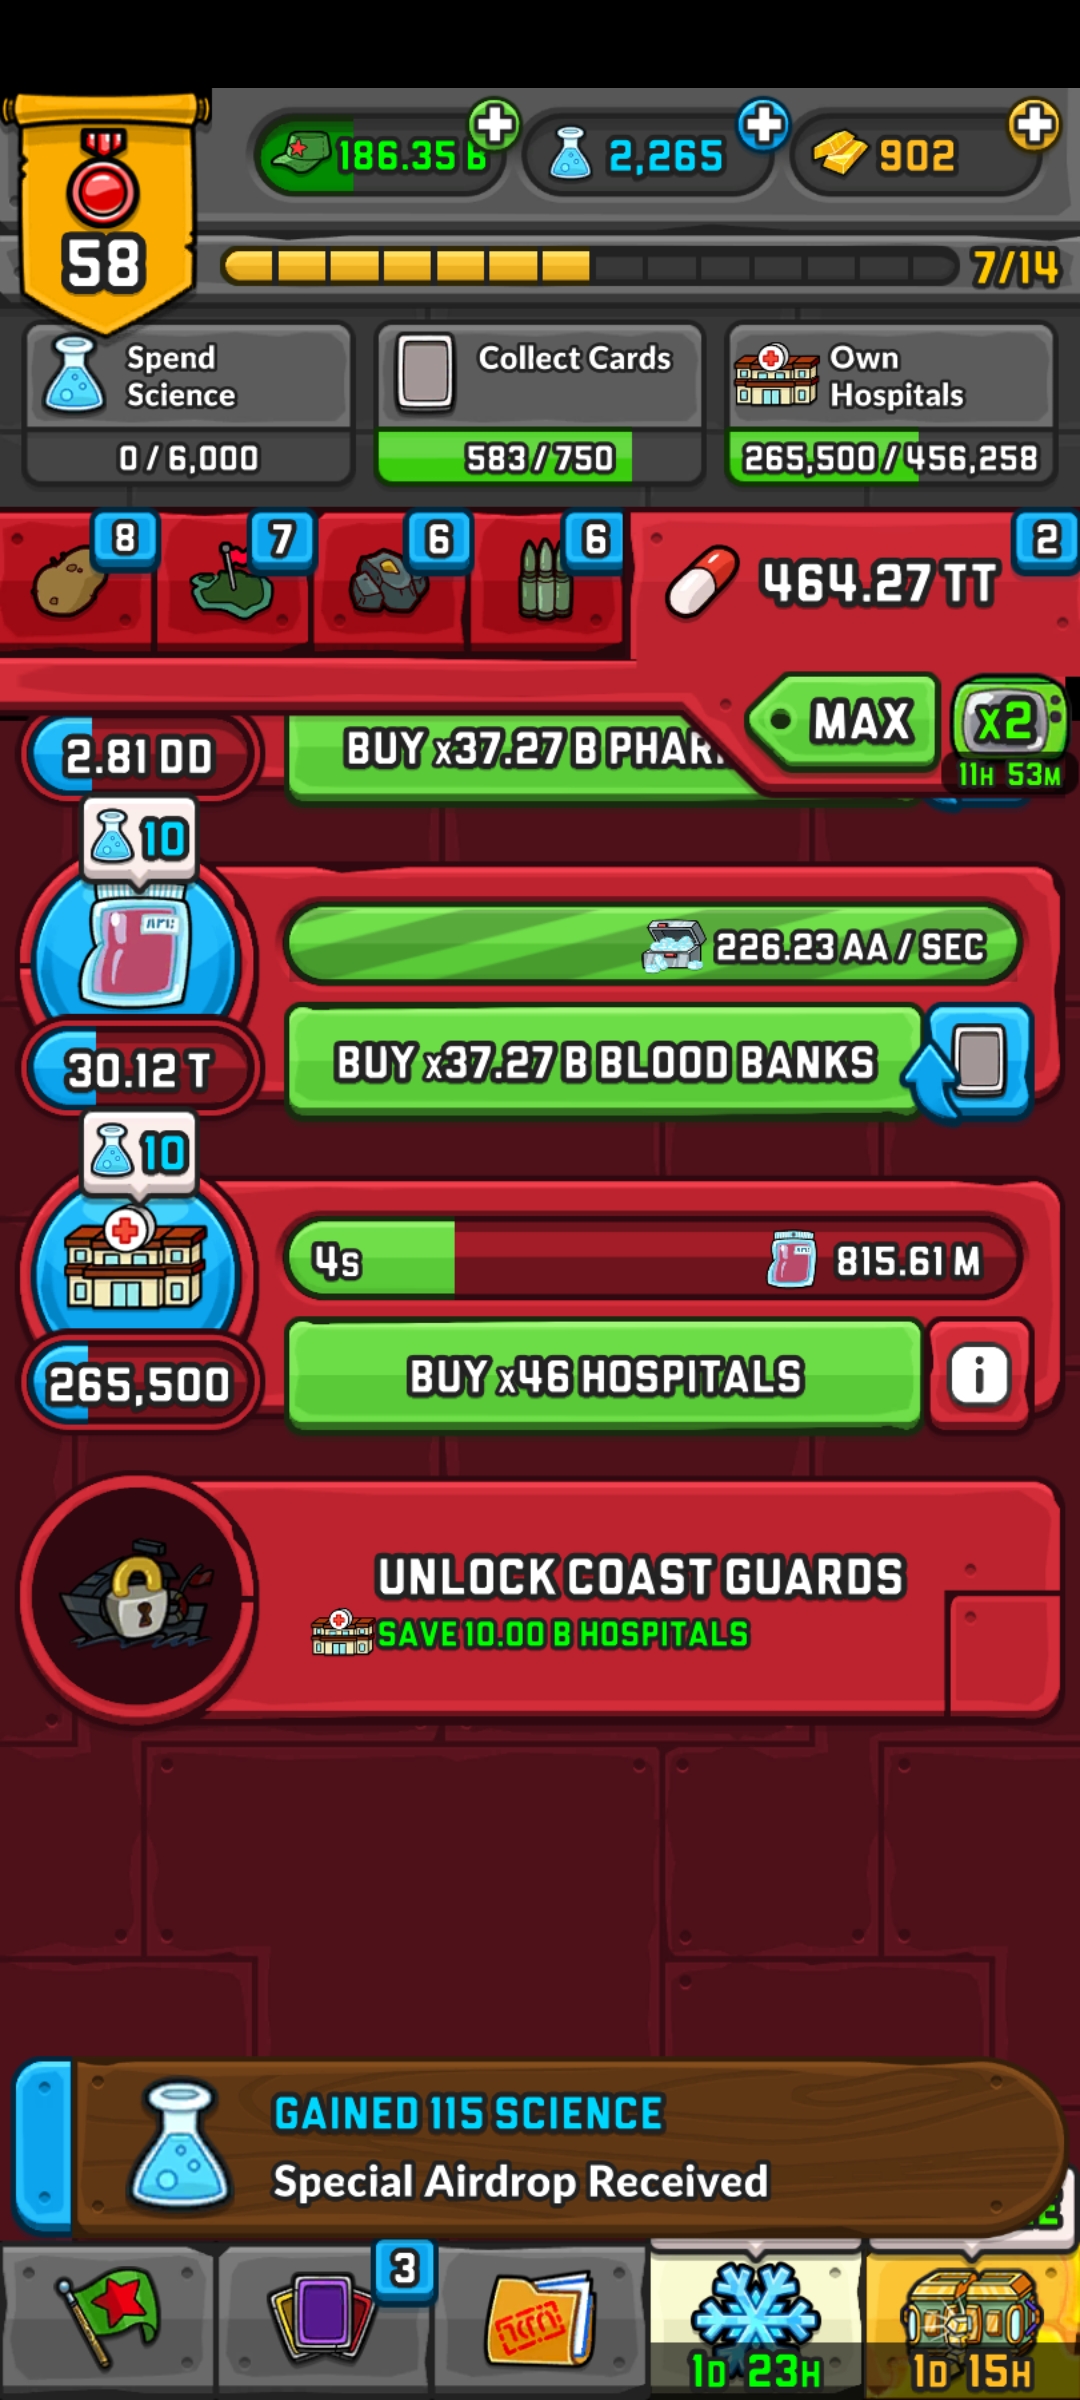 186.35 B
2,265
902
58
7/14
Spend
Science
0 / 6,000
Collect Cards
583 / 750
Own
Hospitals
265,500 / 456,258
8
7
6
6
464.27 TT
2
MAX
x2
11H 53M
2.81 DD
BUY x37.27 B
10
226.23 AA / SEC
30.12 T
BUY x37.27 B BLOOD BANKS
10
4s
815.61 M
265,500
BUY x46 HOSPITALS
i
UNLOCK COAST GUARDS
SAVE 10.00 B HOSPITALS
GAINED 115 SCIENCE
Special Airdrop Received
3
1D 23H
1D 15H